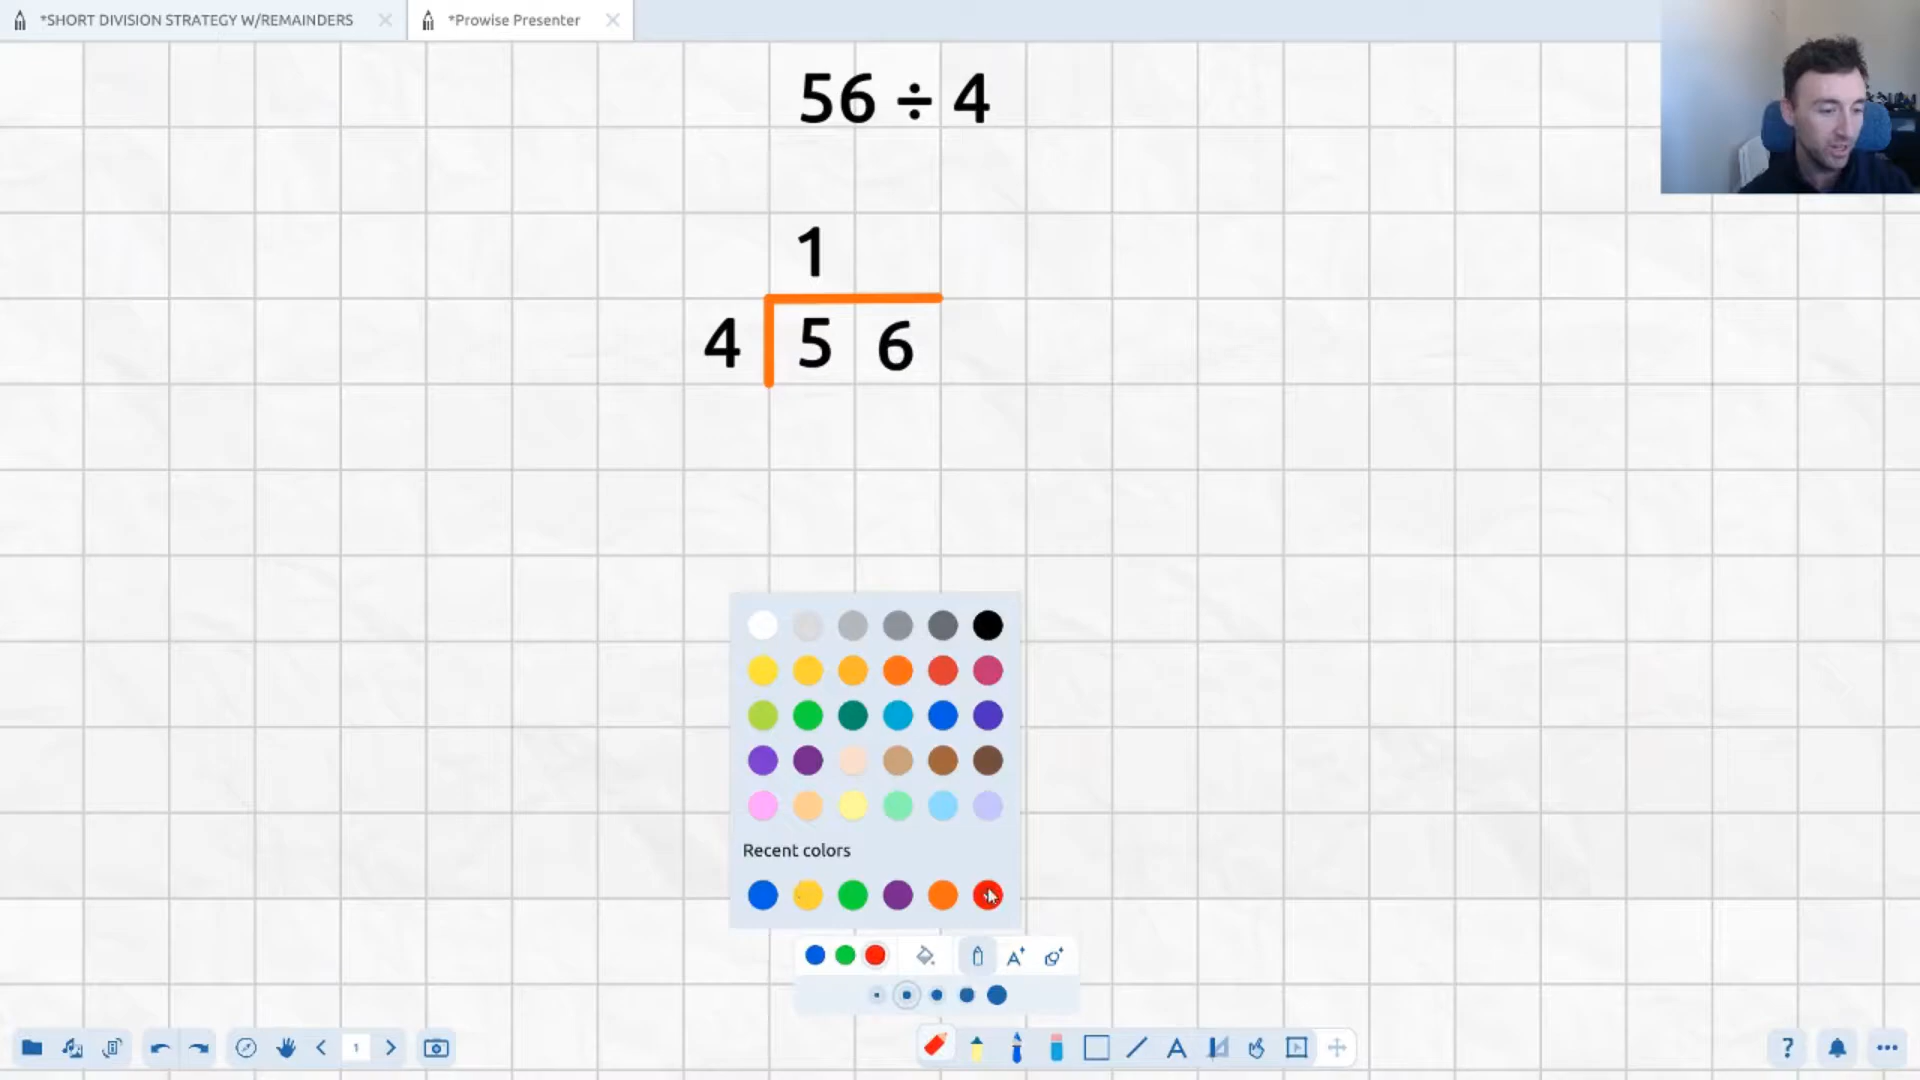 *SHORT DIVISION STRATEGY W/REMAINDERS
*Prowise Presenter
56 ÷ 4
1
4 5 6
Recent colors
1